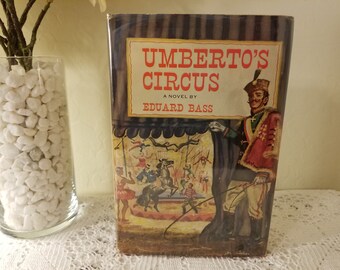 UMBERTO'S
CIRCUS
A NOVEL BY
EDUARD BASS